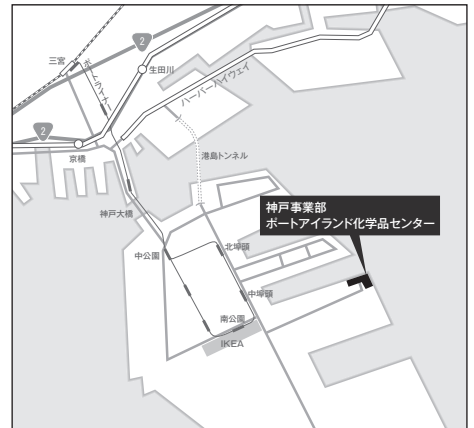 2
三宮
生田川
ポートライナー
ハーバーハイウェイ
2
京橋
港島トンネル
神戸大橋
神戸事業部
ポートアイランド化学品センター
中公園
北埠頭
中埠頭
南公園
IKEA